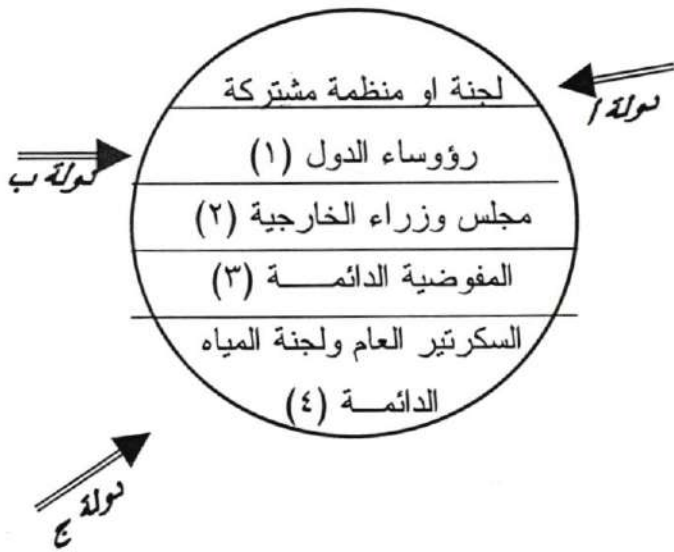 لجنة او منظمة مشتركة
دولة أ
رؤوساء الدول (١)
دولة ب
مجلس وزراء الخارجية (٢)
المفوضية الدائمـــــة (٣)
السكرتير العام ولجنة المياه
الدائمـــة (٤)
دولة ج